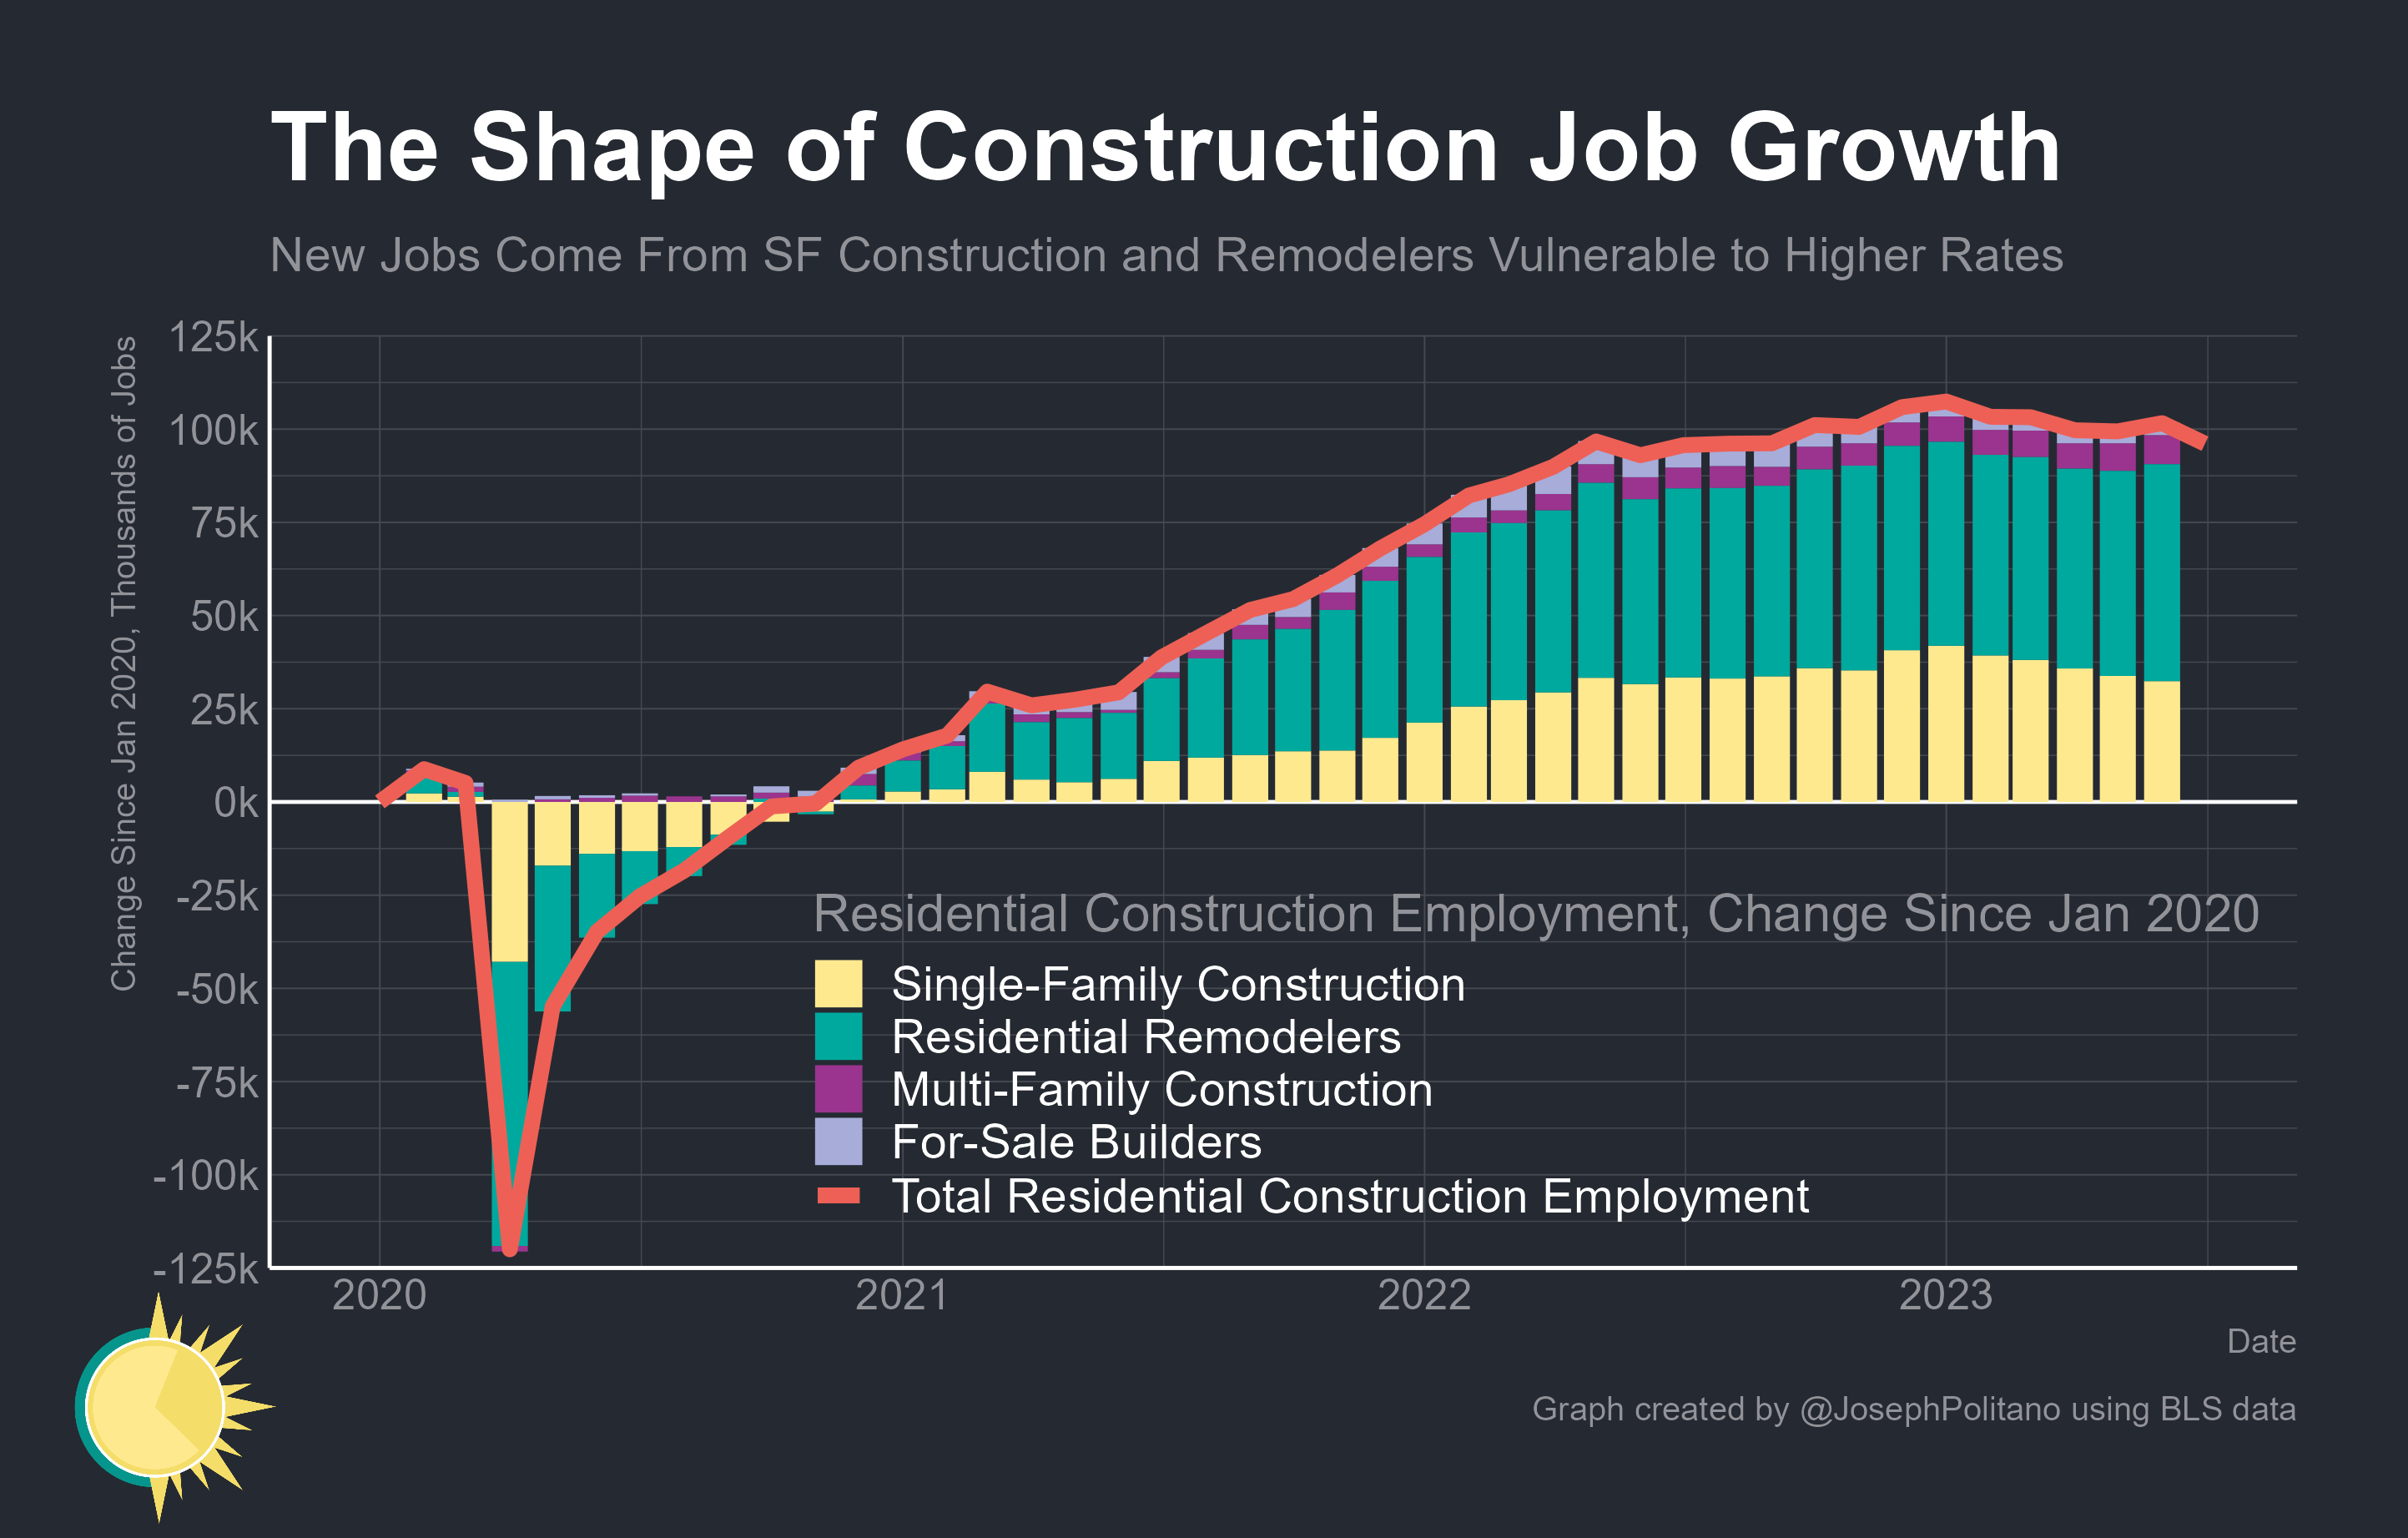 The Shape of Construction Job Growth
New Jobs Come From SF Construction and Remodelers Vulnerable to Higher Rates
Change Since Jan 2020, Thousands of Jobs
125k
100k
75k
50k
25k
0k
-25k
-50k
-75k
-100k
-125k
Residential Construction Employment, Change Since Jan 2020
Single-Family Construction
Residential Remodelers
Multi-Family Construction
For-Sale Builders
Total Residential Construction Employment
2020 2021 2022 2023
Date
Graph created by @JosephPolitano using BLS data